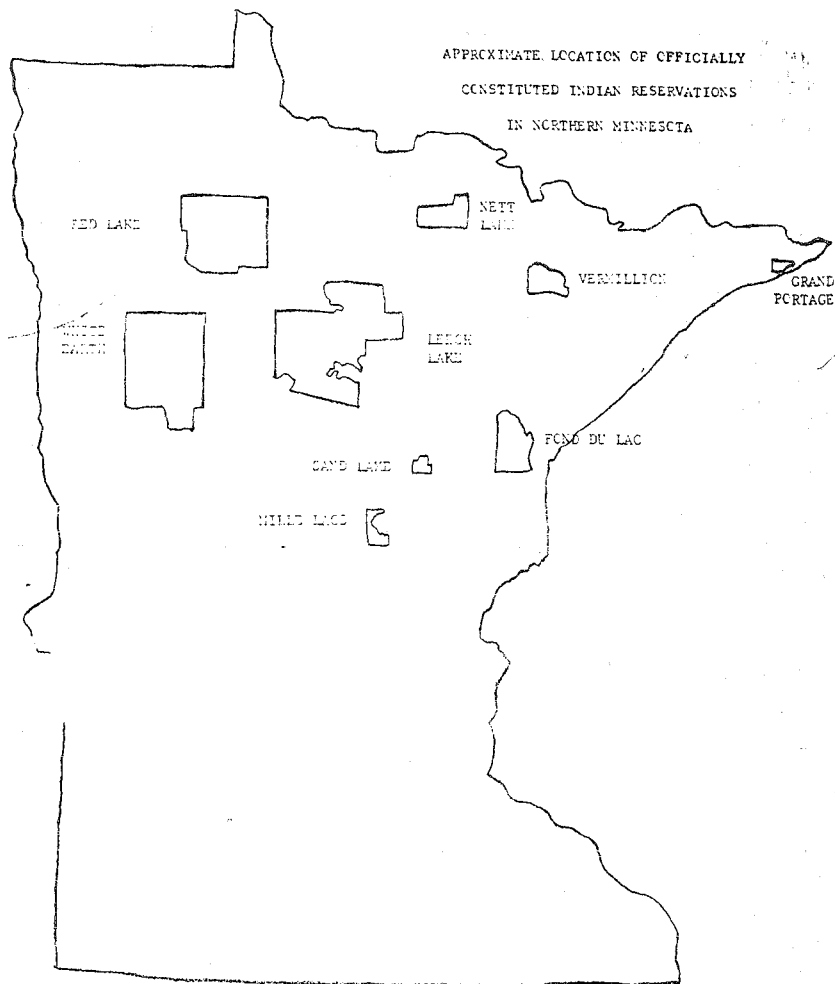 APPROXIMATE LOCATION OF OFFICIALLY
CONSTITUTED INDIAN RESERVATIONS
IN NORTHERN MINNESOTA
RED LAKE
NETT
LAKE
VERMILLION
GRAND
PORTAGE
WHITE
EARTH
LEECH
LAKE
FOND DU LAC
SAND LAKE
MILLE LACS